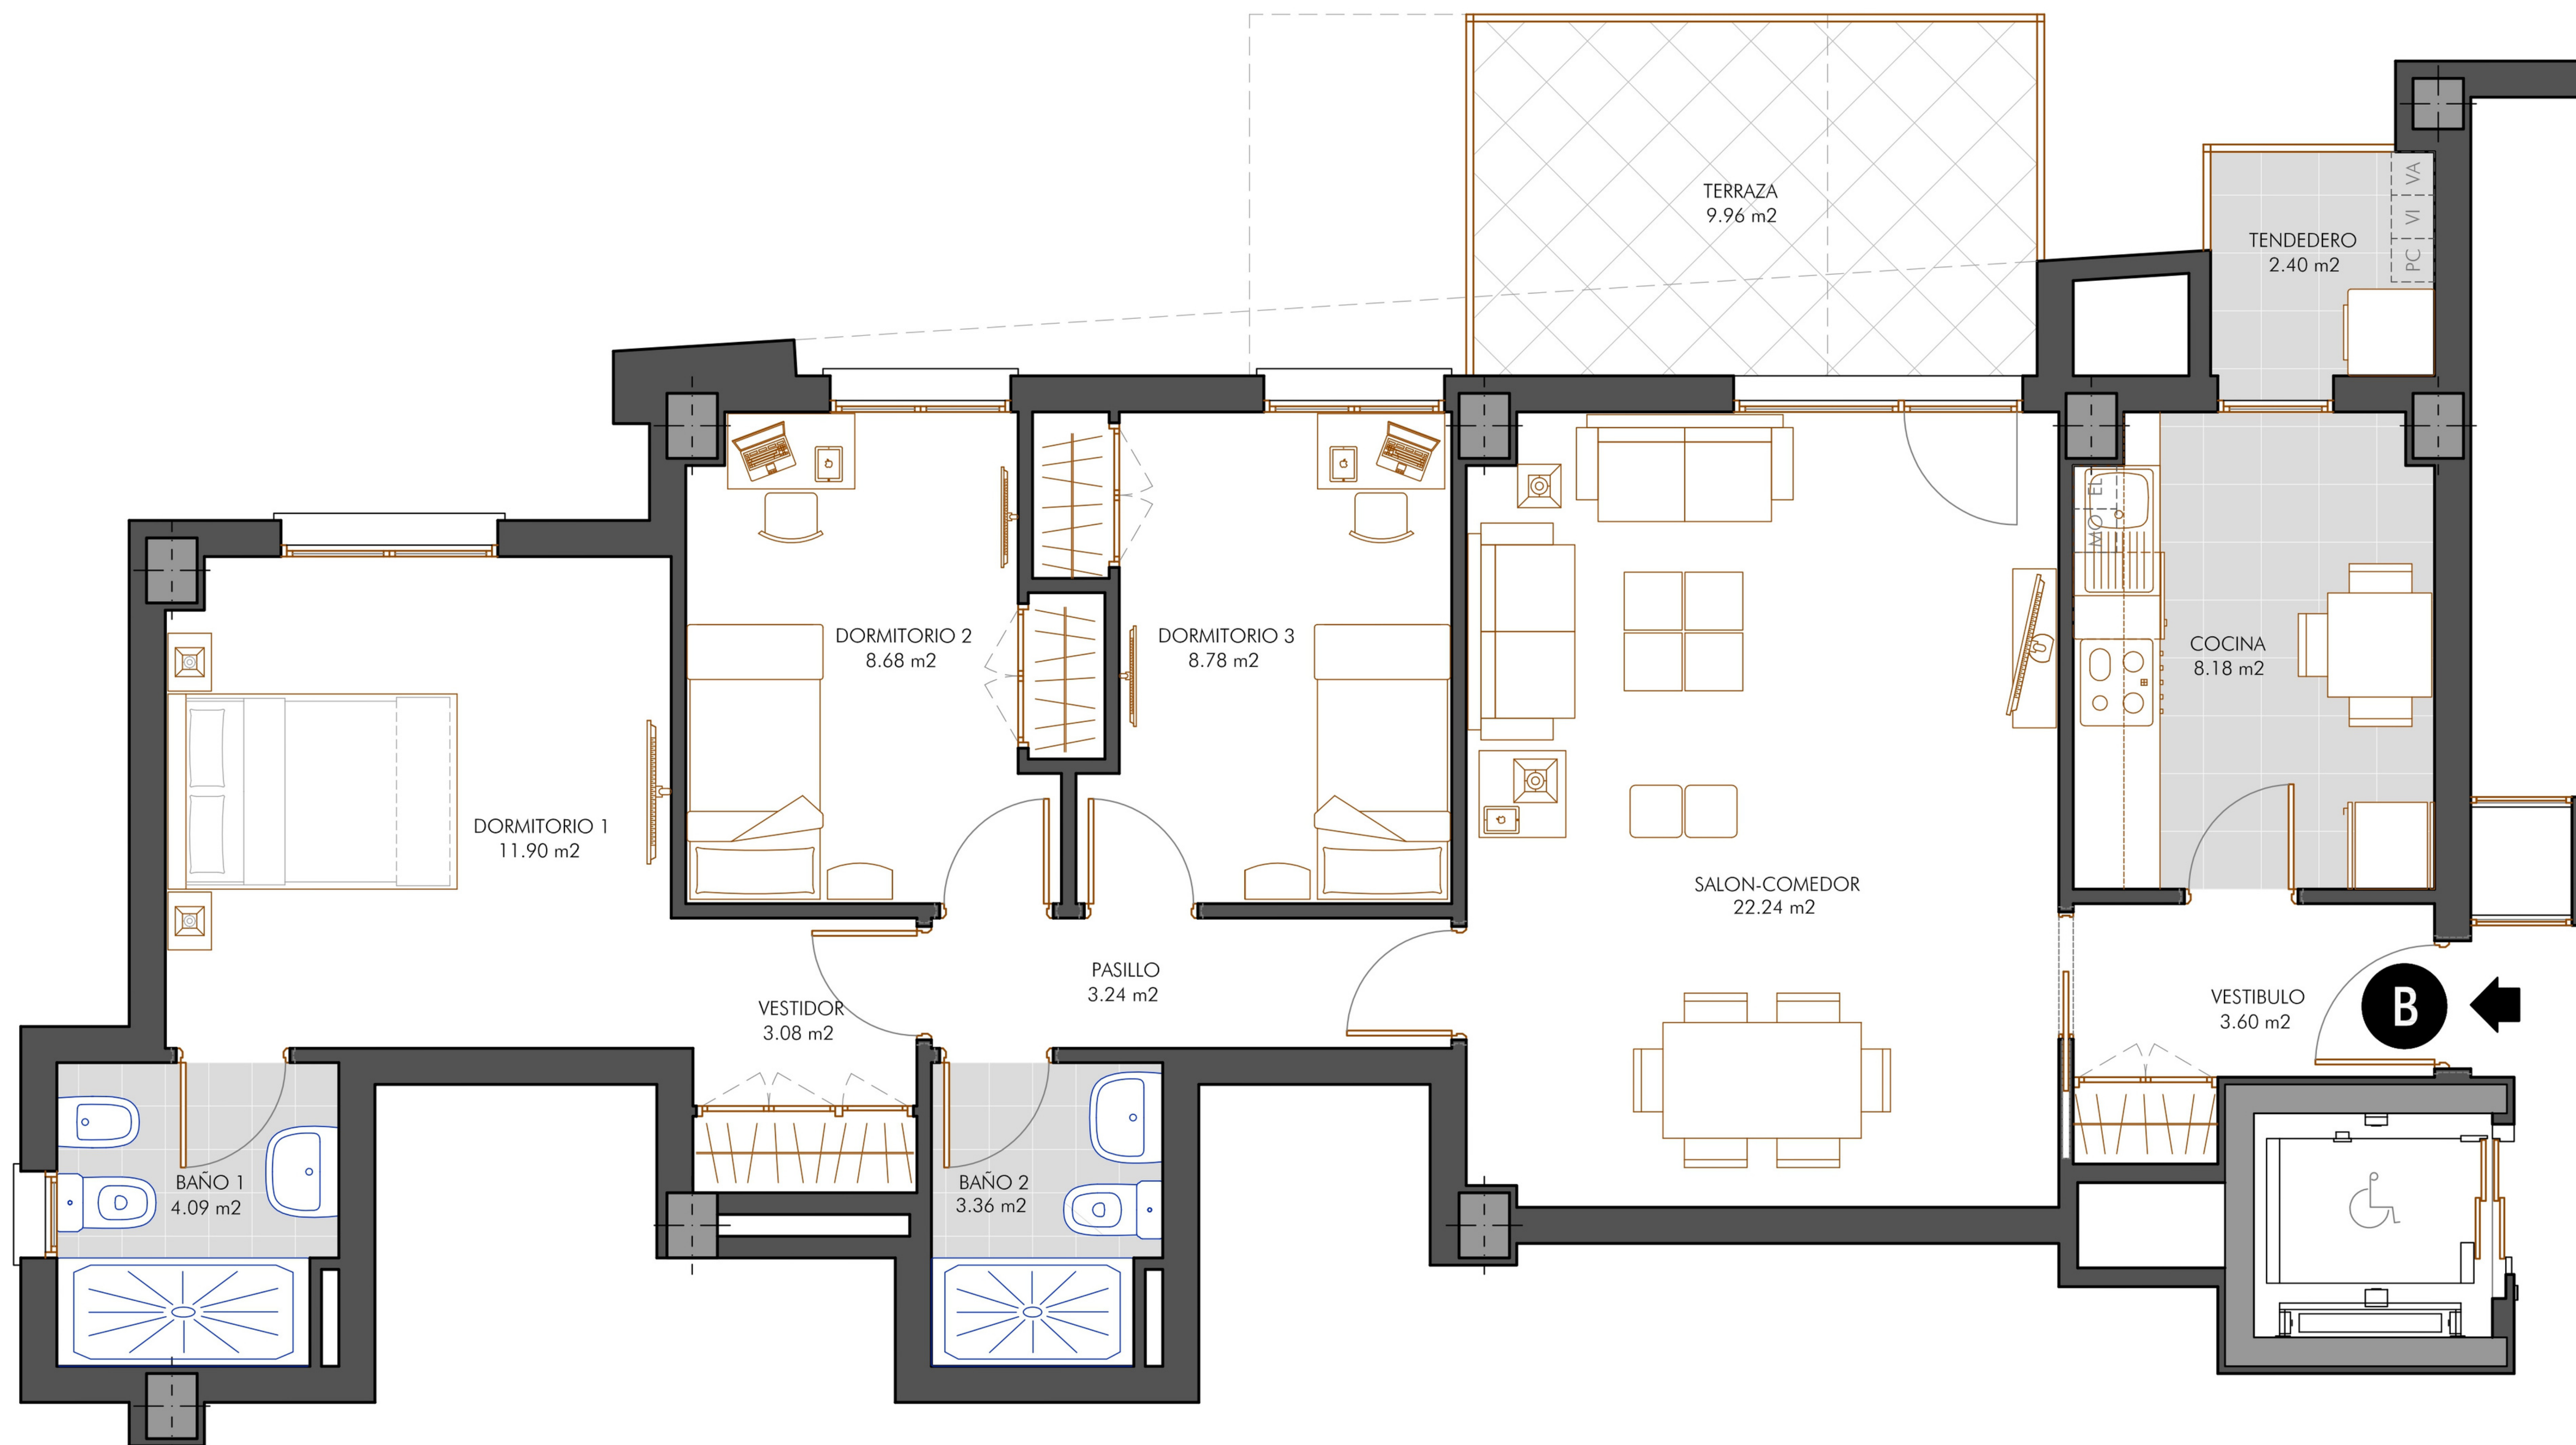 TERRAZA
9.96 m2
TENDEDERO
2.40 m2
VA
VI
PC
DORMITORIO 2
8.68 m2
DORMITORIO 3
8.78 m2
EL
MO
COCINA
8.18 m2
DORMITORIO 1
11.90 m2
SALON-COMEDOR
22.24 m2
PASILLO
3.24 m2
VESTIDOR
3.08 m2
VESTIBULO
3.60 m2
B
BAÑO 1
4.09 m2
BAÑO 2
3.36 m2